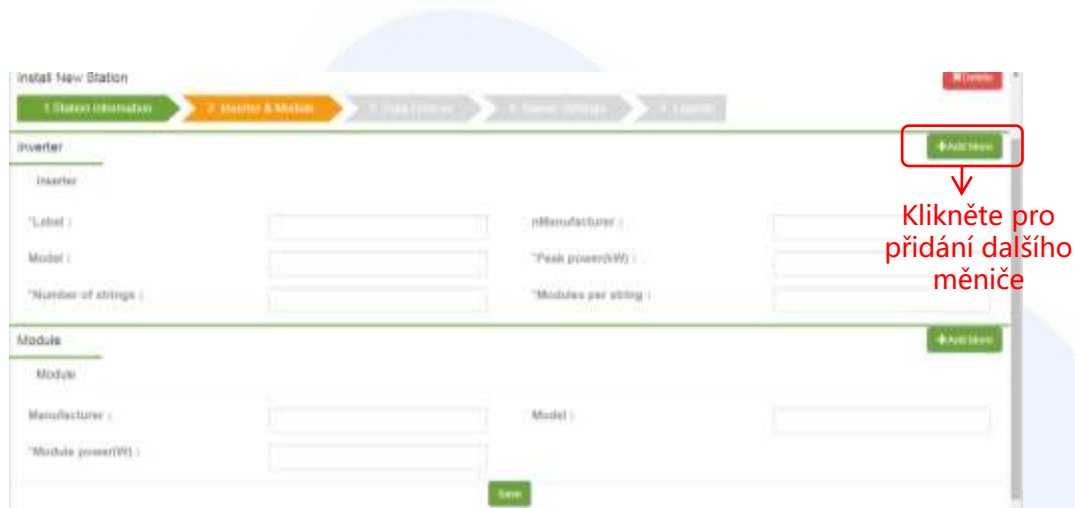 Install New Station
Delete
1 Station Information
2. Inverter & Module
Inverter
+Add More
Inverter
*Label :
nManufacturer :
Model :
*Peak power(kW) :
*Number of strings :
*Modules per string :
Klikněte pro
přidání dalšího
měniče
Module
+Add More
Module
Manufacturer :
Model :
*Module power(W) :
Save